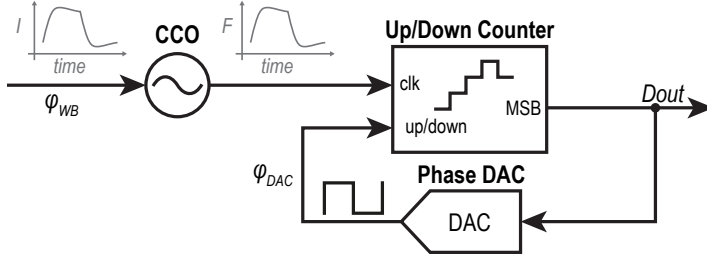 I
time
CCO
F
time
Up/Down Counter
clk
up/down
MSB
Dout
φWB
φDAC
Phase DAC
DAC